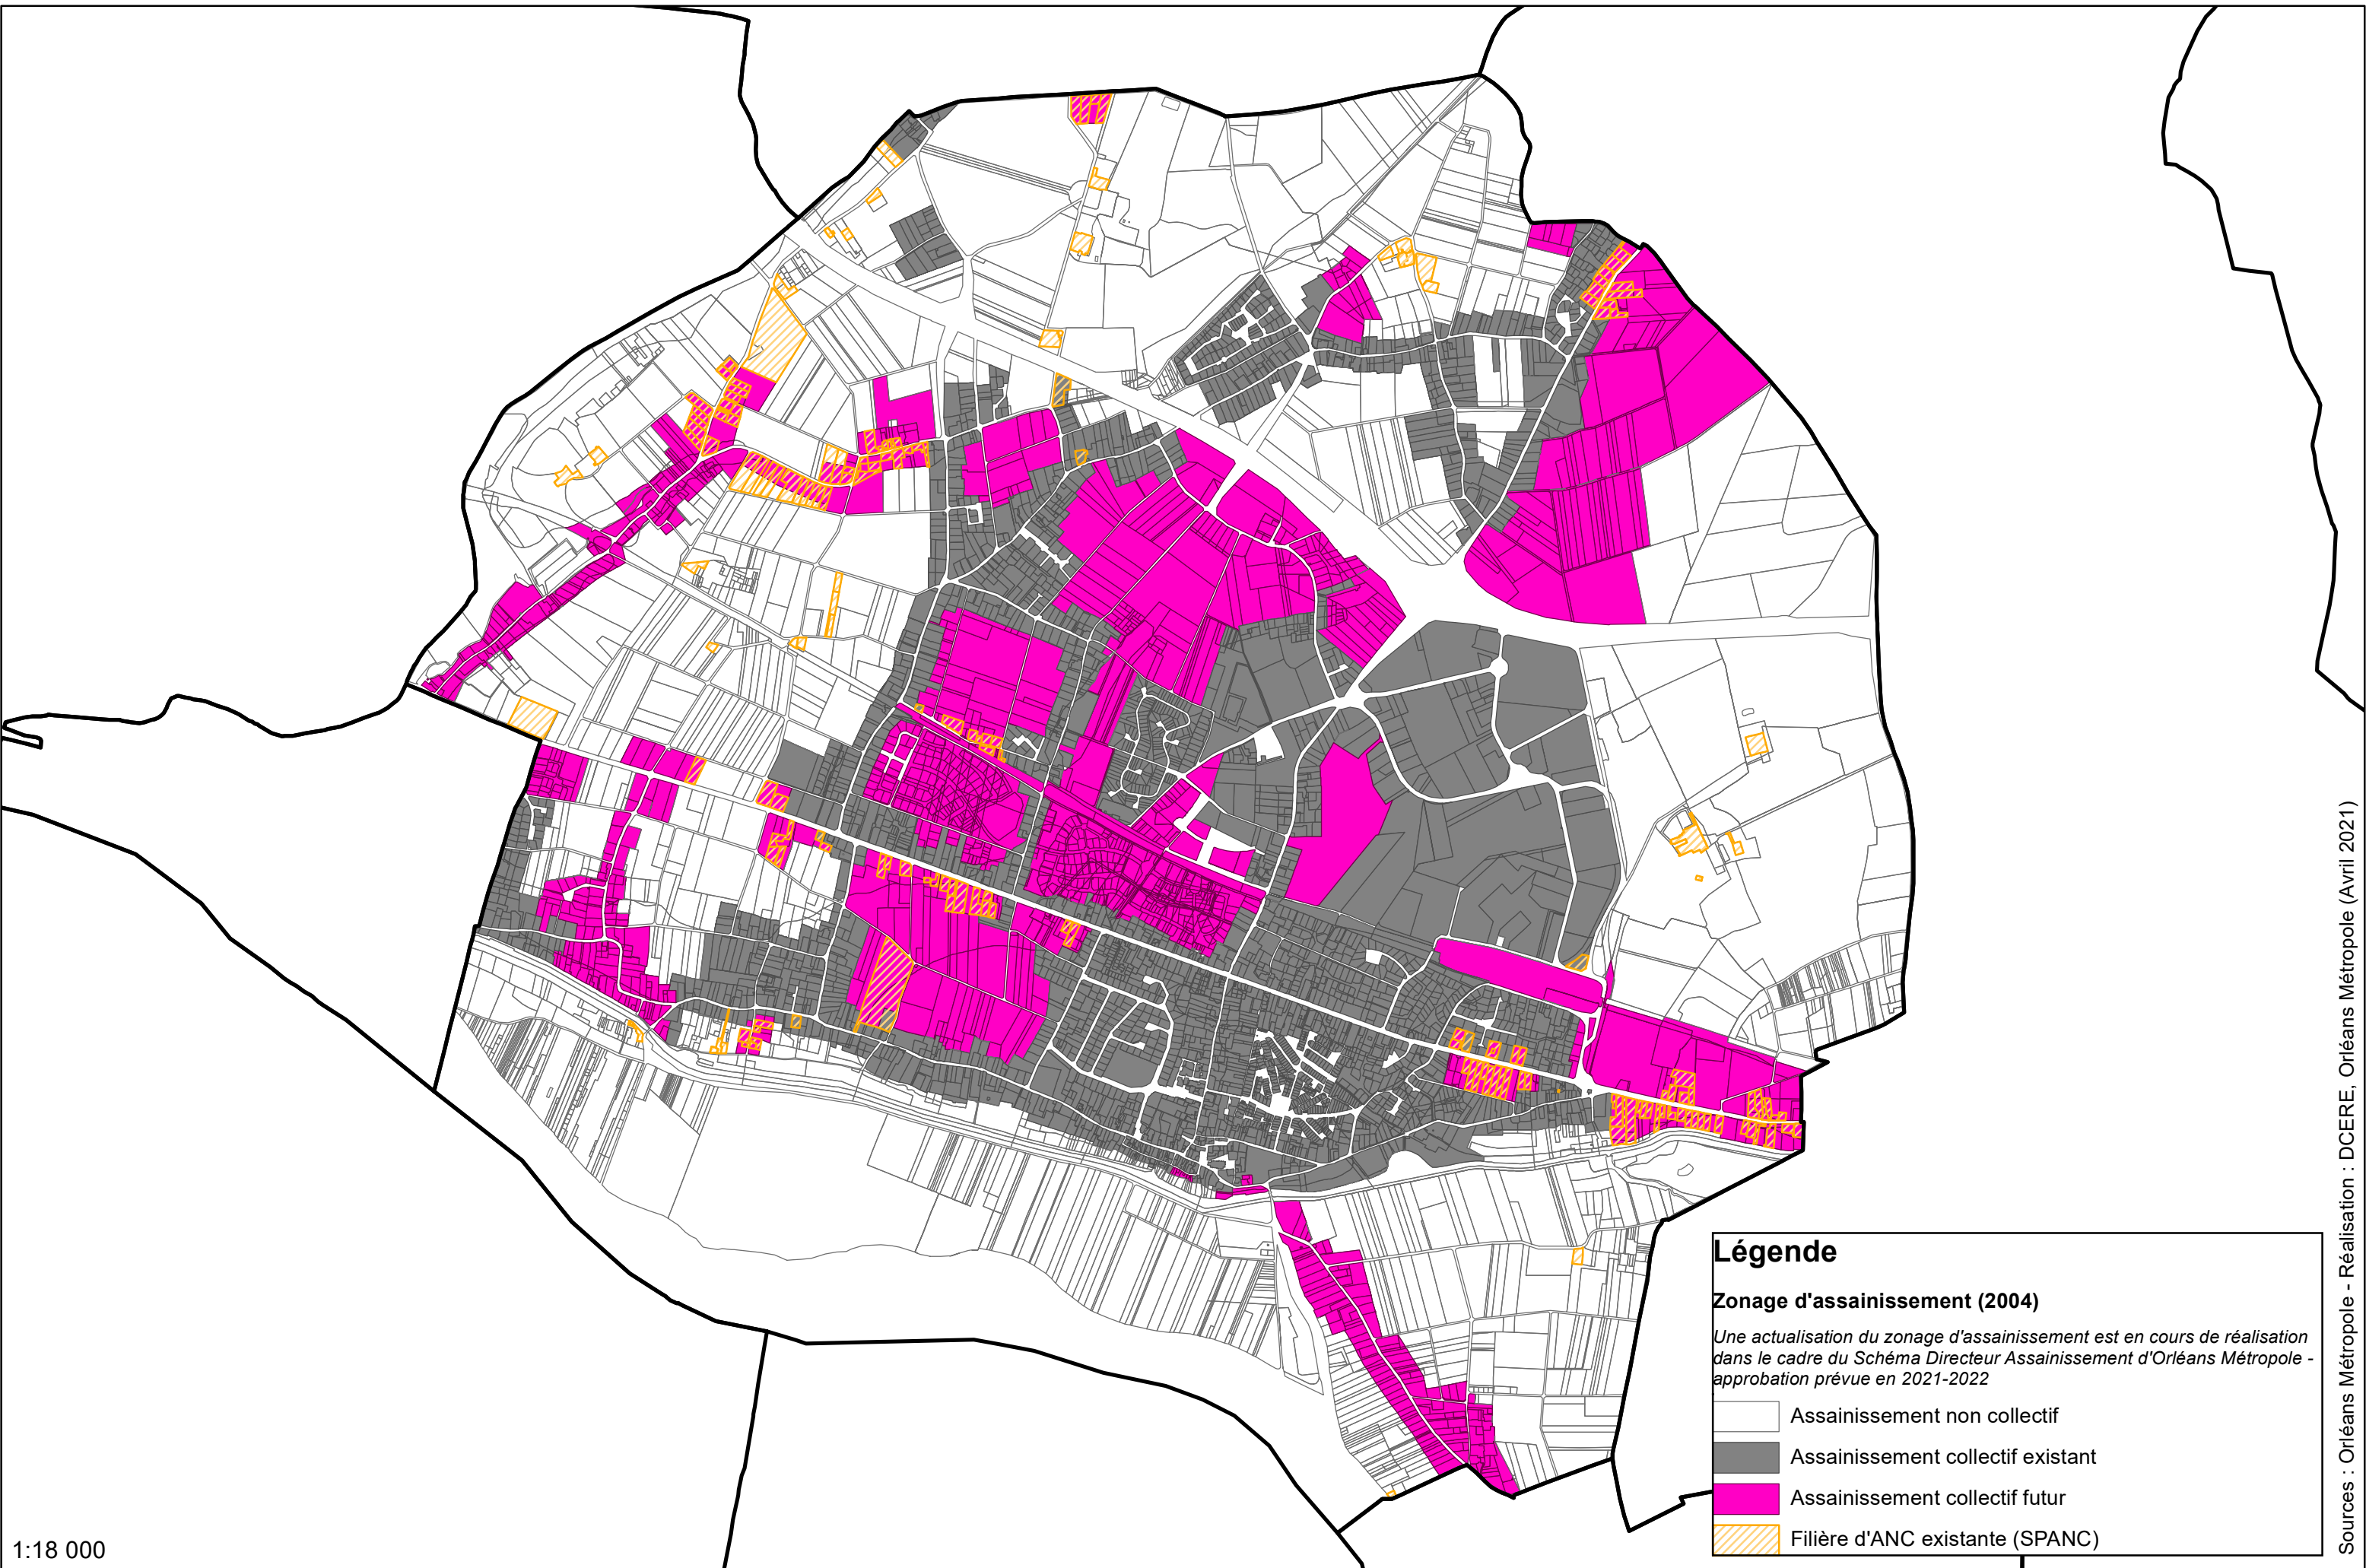 Légende
Zonage d'assainissement (2004)
Une actualisation du zonage d'assainissement est en cours de réalisation
dans le cadre du Schéma Directeur Assainissement d'Orléans Métropole -
approbation prévue en 2021-2022
Assainissement non collectif
Assainissement collectif existant
Assainissement collectif futur
Filière d'ANC existante (SPANC)
1:18 000
Sources : Orléans Métropole - Réalisation : DCERE, Orléans Métropole (Avril 2021)